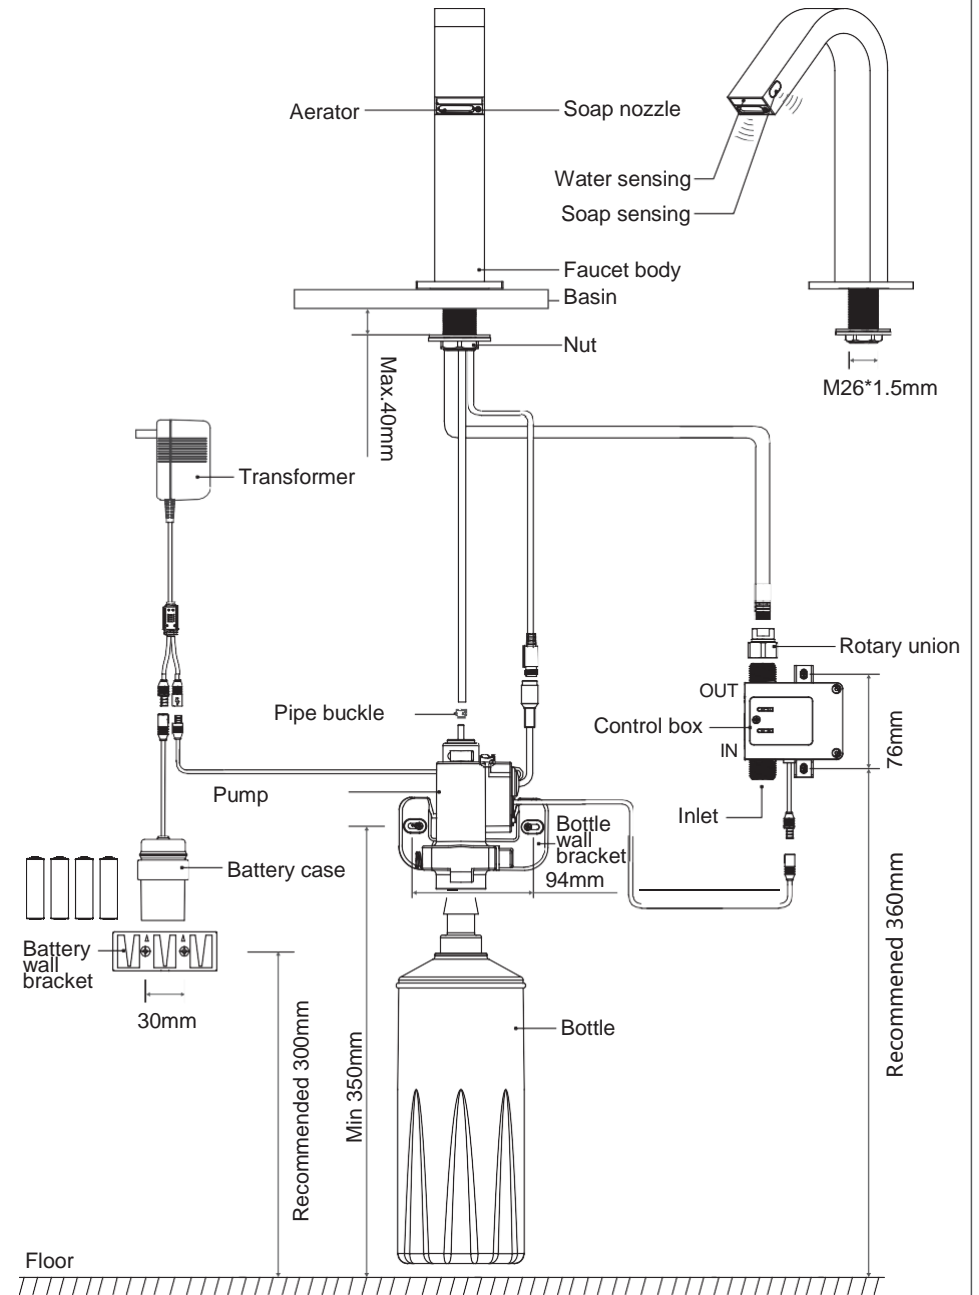 Aerator
Soap nozzle
Water sensing
Soap sensing
Faucet body
Basin
Nut
M26*1.5mm
Max.40mm
Transformer
Rotary union
OUT
Pipe buckle
Control box
76mm
IN
Pump
Inlet
Bottle
wall
bracket
Battery case
94mm
Recommened 360mm
Battery
wall
bracket
30mm
Bottle
Recommended 300mm
Min 350mm
Floor